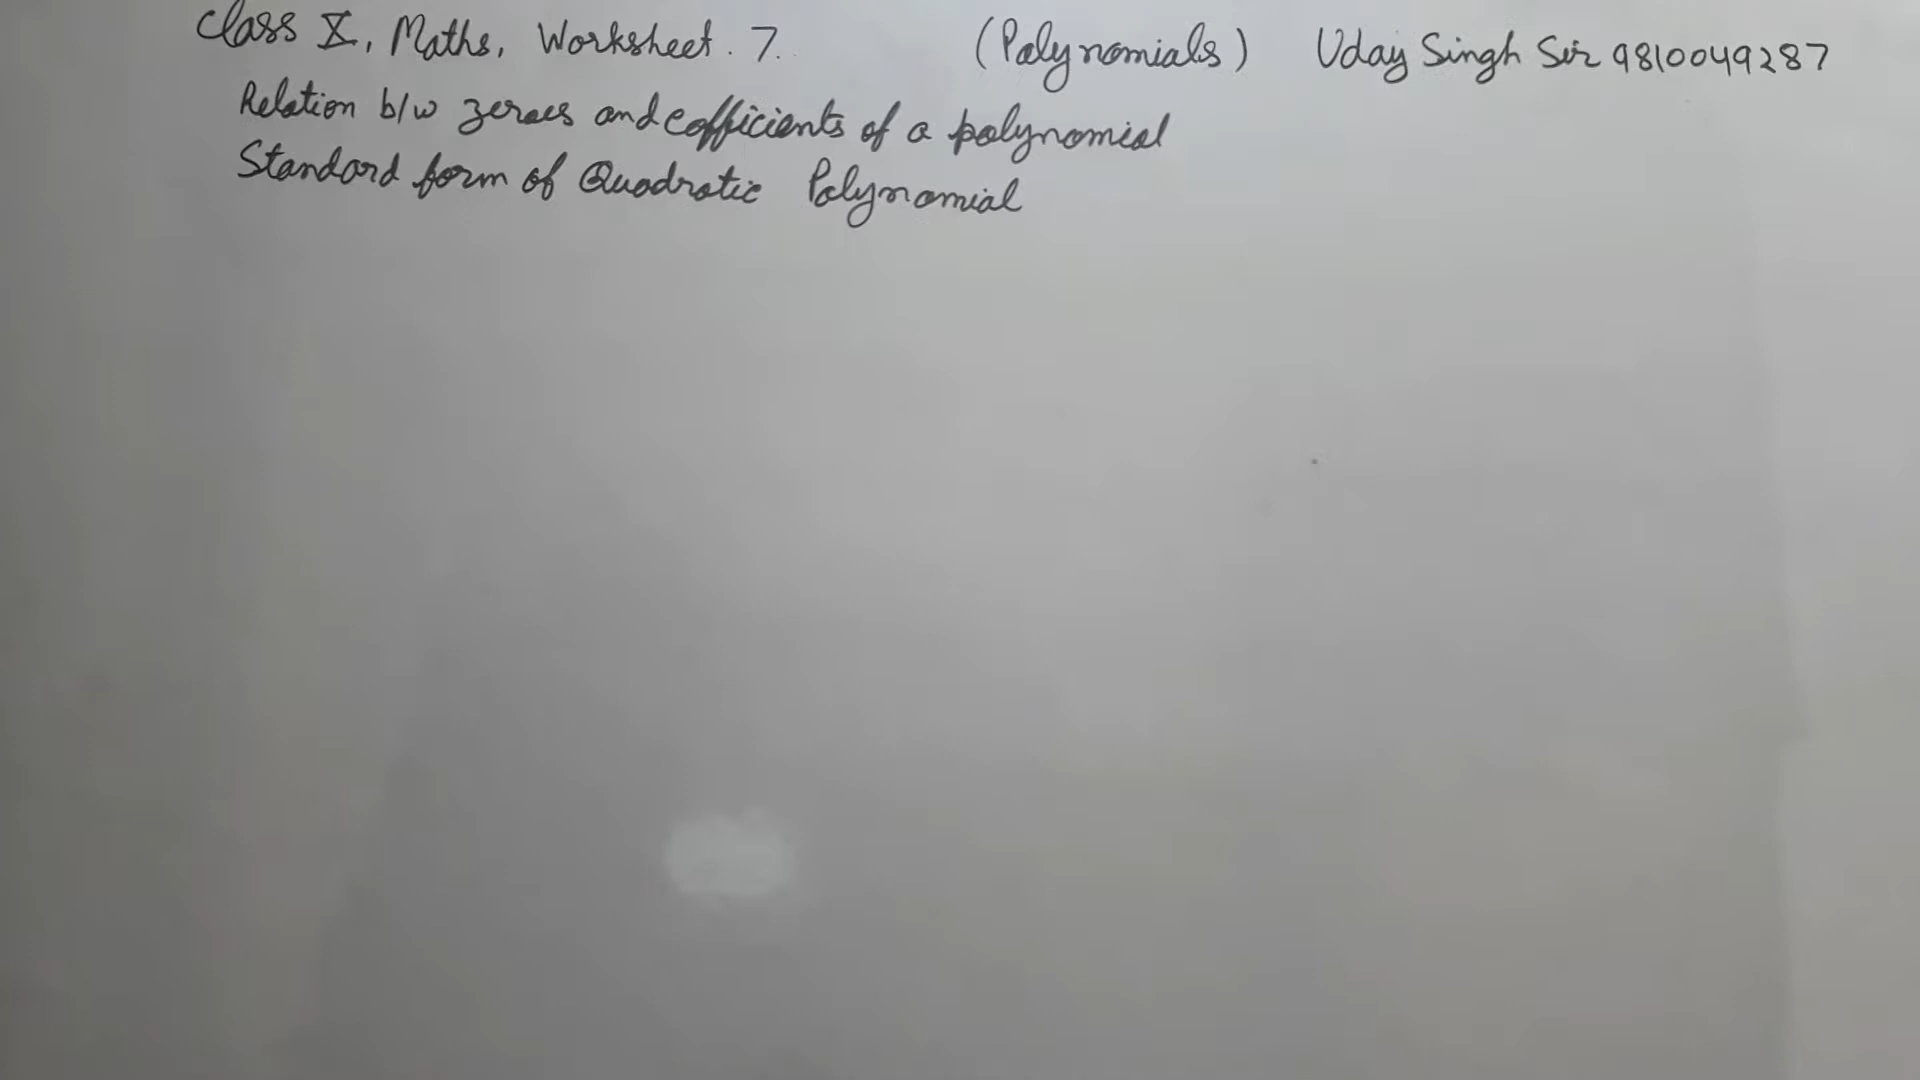 Class X, Maths, Worksheet. 7. (Polynomials) Uday Singh Sir 9810049287
Relation b/w zeroes and cofficients of a polynomial
Standard form of Quadratic Polynomial